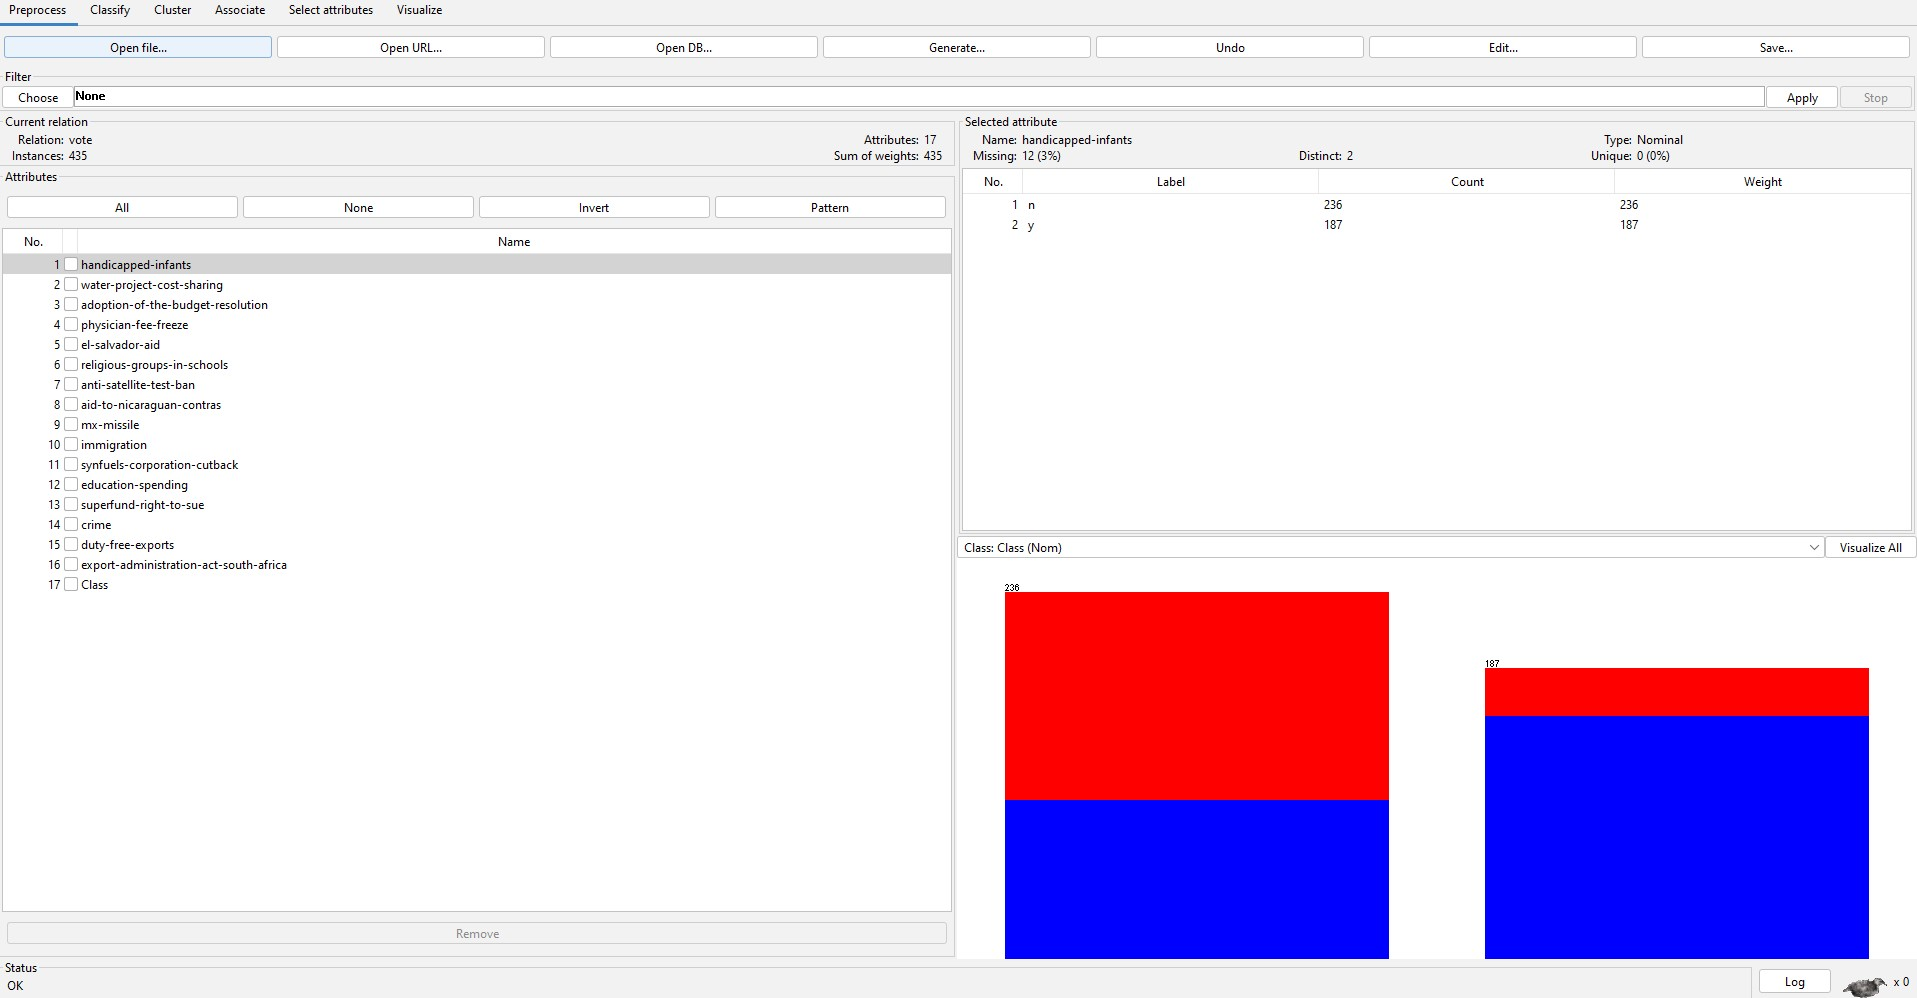 Preprocess Classify Cluster Associate Select attributes Visualize
Open file... Open URL... Open DB... Generate... Undo Edit... Save...
Filter
Choose None Apply Stop
Current relation
Relation: vote Attributes: 17
Instances: 435 Sum of weights: 435
Attributes
All None Invert Pattern
No. Name
1 handicapped-infants
2 water-project-cost-sharing
3 adoption-of-the-budget-resolution
4 physician-fee-freeze
5 el-salvador-aid
6 religious-groups-in-schools
7 anti-satellite-test-ban
8 aid-to-nicaraguan-contras
9 mx-missile
10 immigration
11 synfuels-corporation-cutback
12 education-spending
13 superfund-right-to-sue
14 crime
15 duty-free-exports
16 export-administration-act-south-africa
17 Class
Remove
Selected attribute
Name: handicapped-infants Type: Nominal
Missing: 12 (3%) Distinct: 2 Unique: 0 (0%)
No. Label Count Weight
1 n 236 236
2 y 187 187
Class: Class (Nom) Visualize All
236
187
Status
OK
Log x 0